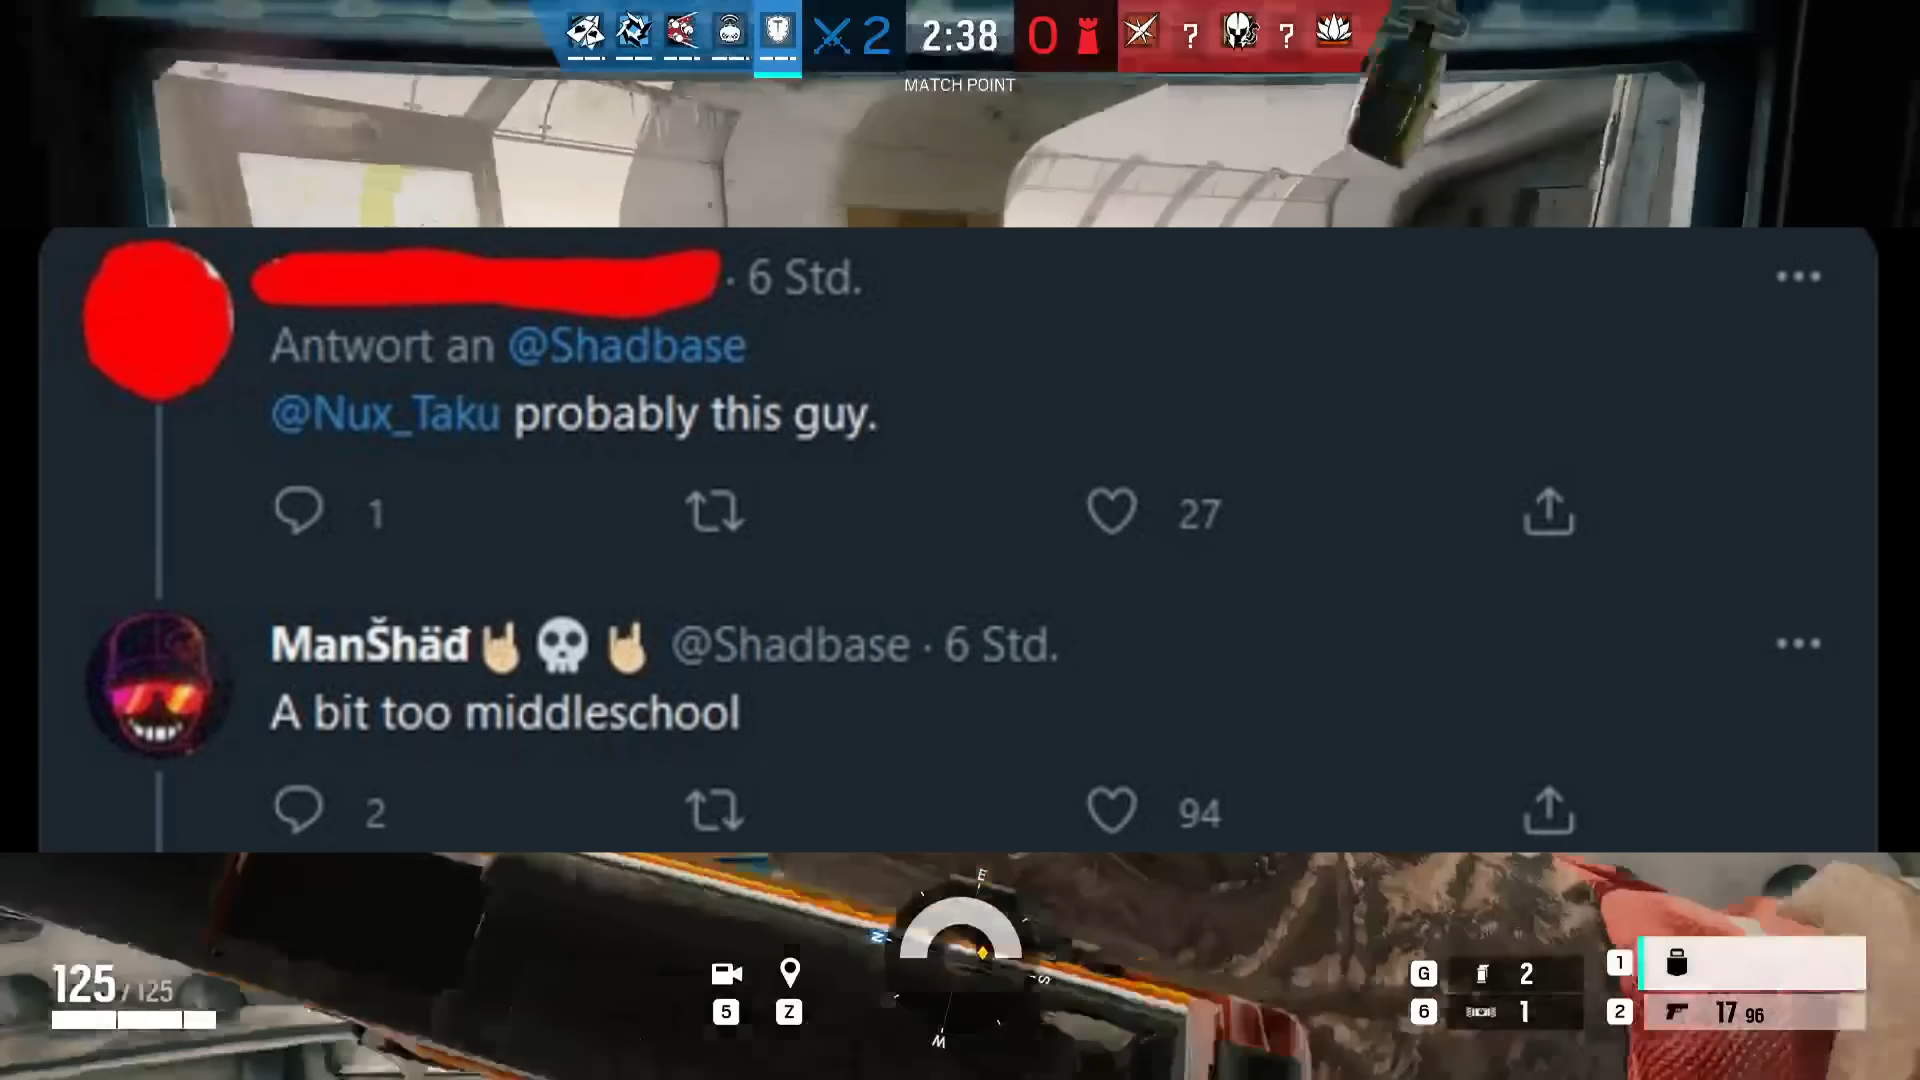 2 2:38 0 ? ?
MATCH POINT
· 6 Std.
Antwort an @Shadbase
@Nux_Taku probably this guy.
1 27
ManŠhäđ🤘🏼💀🤘🏼 @Shadbase · 6 Std.
A bit too middleschool
2 94
E
N
S
W
125 / 125
5 Z
G 2
6 1
1
2 17 96